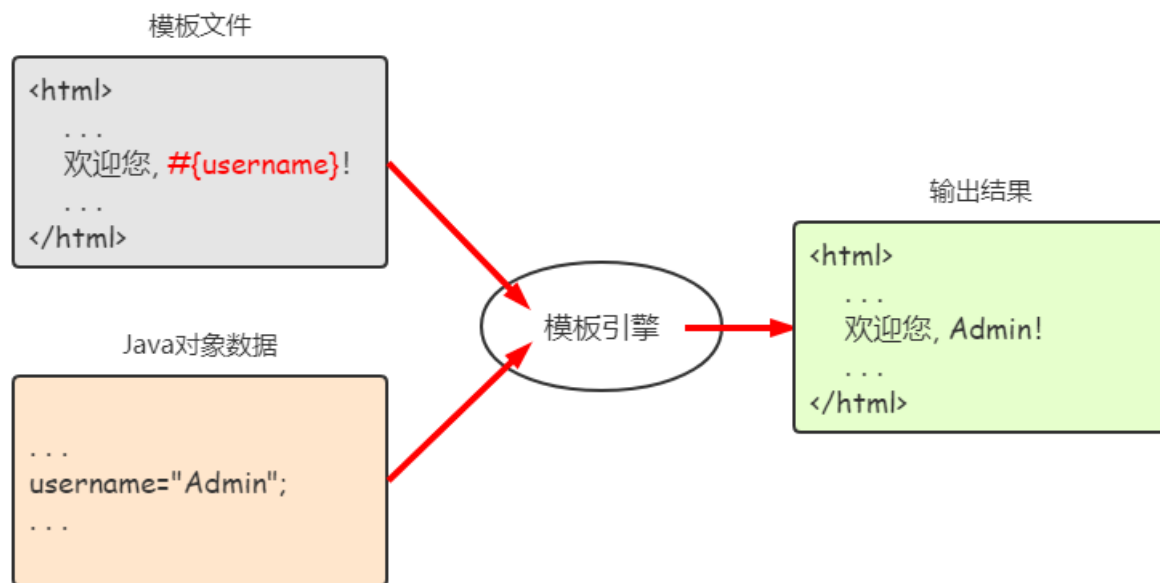 模板文件
<html>
. . .
欢迎您, #{username}!
. . .
</html>
Java对象数据
. . .
username="Admin";
. . .
模板引擎
输出结果
<html>
. . .
欢迎您, Admin!
. . .
</html>